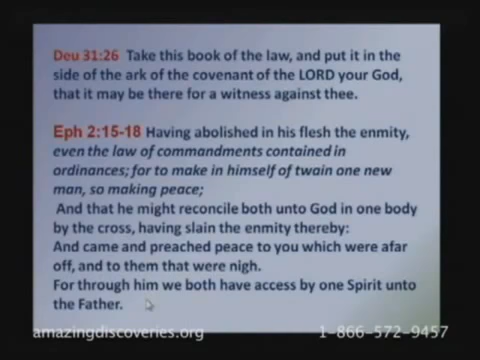 Deu 31:26 Take this book of the law, and put it in the
side of the ark of the covenant of the LORD your God,
that it may be there for a witness against thee.
Eph 2:15-18 Having abolished in his flesh the enmity,
even the law of commandments contained in
ordinances; for to make in himself of twain one new
man, so making peace;
And that he might reconcile both unto God in one body
by the cross, having slain the enmity thereby:
And came and preached peace to you which were afar
off, and to them that were nigh.
For through him we both have access by one Spirit unto
the Father.
amazingdiscoveries.org 1-866-572-9457